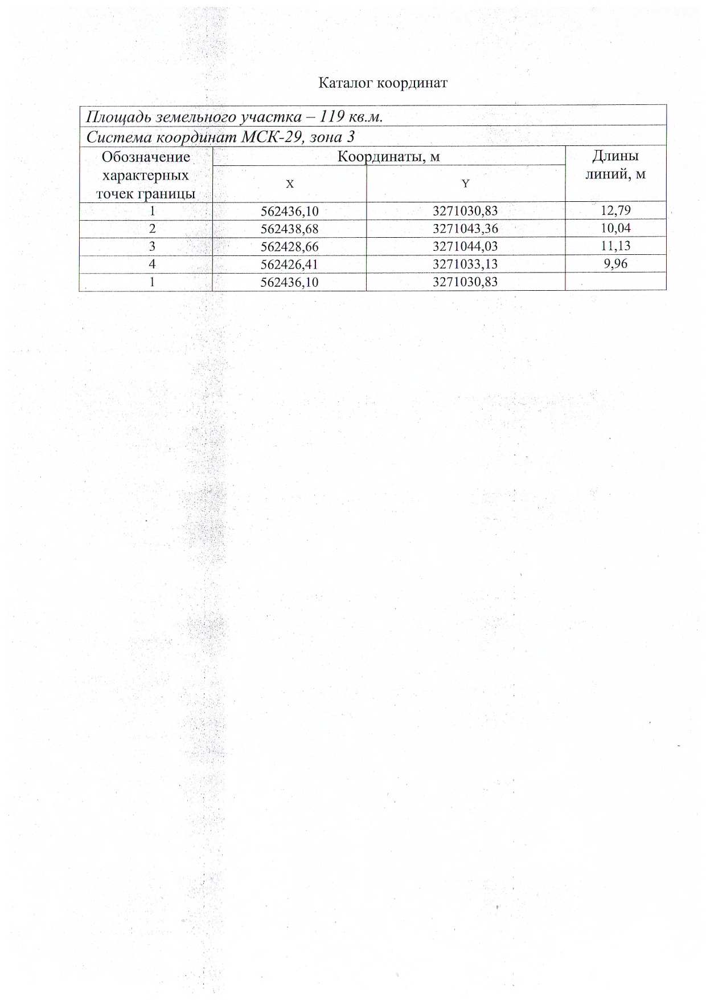 Каталог координат
Площадь земельного участка – 119 кв.м.
Система координат МСК-29, зона 3
Обозначение характерных точек границы
Координаты, м
Длины линий, м
X
Y
1 562436,10 3271030,83 12,79
2 562438,68 3271043,36 10,04
3 562428,66 3271044,03 11,13
4 562426,41 3271033,13 9,96
1 562436,10 3271030,83